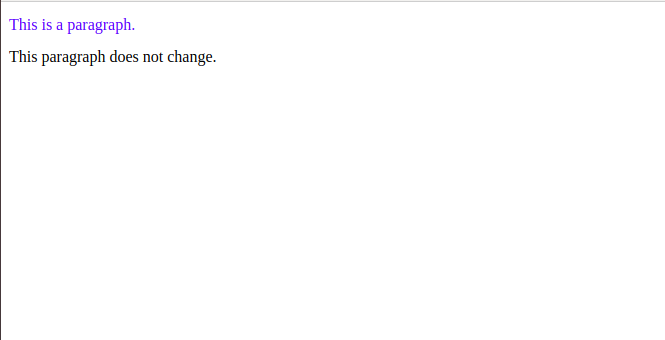 This is a paragraph.
This paragraph does not change.